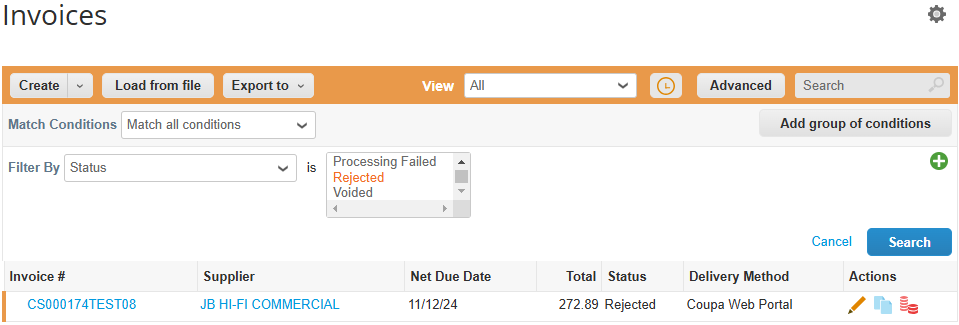 Invoices
Create Load from file Export to View All Advanced Search
Match Conditions Match all conditions Add group of conditions
Filter By Status is Processing Failed
Rejected
Voided
Cancel Search
Invoice # Supplier Net Due Date Total Status Delivery Method Actions
CS000174TEST08 JB HI-FI COMMERCIAL 11/12/24 272.89 Rejected Coupa Web Portal